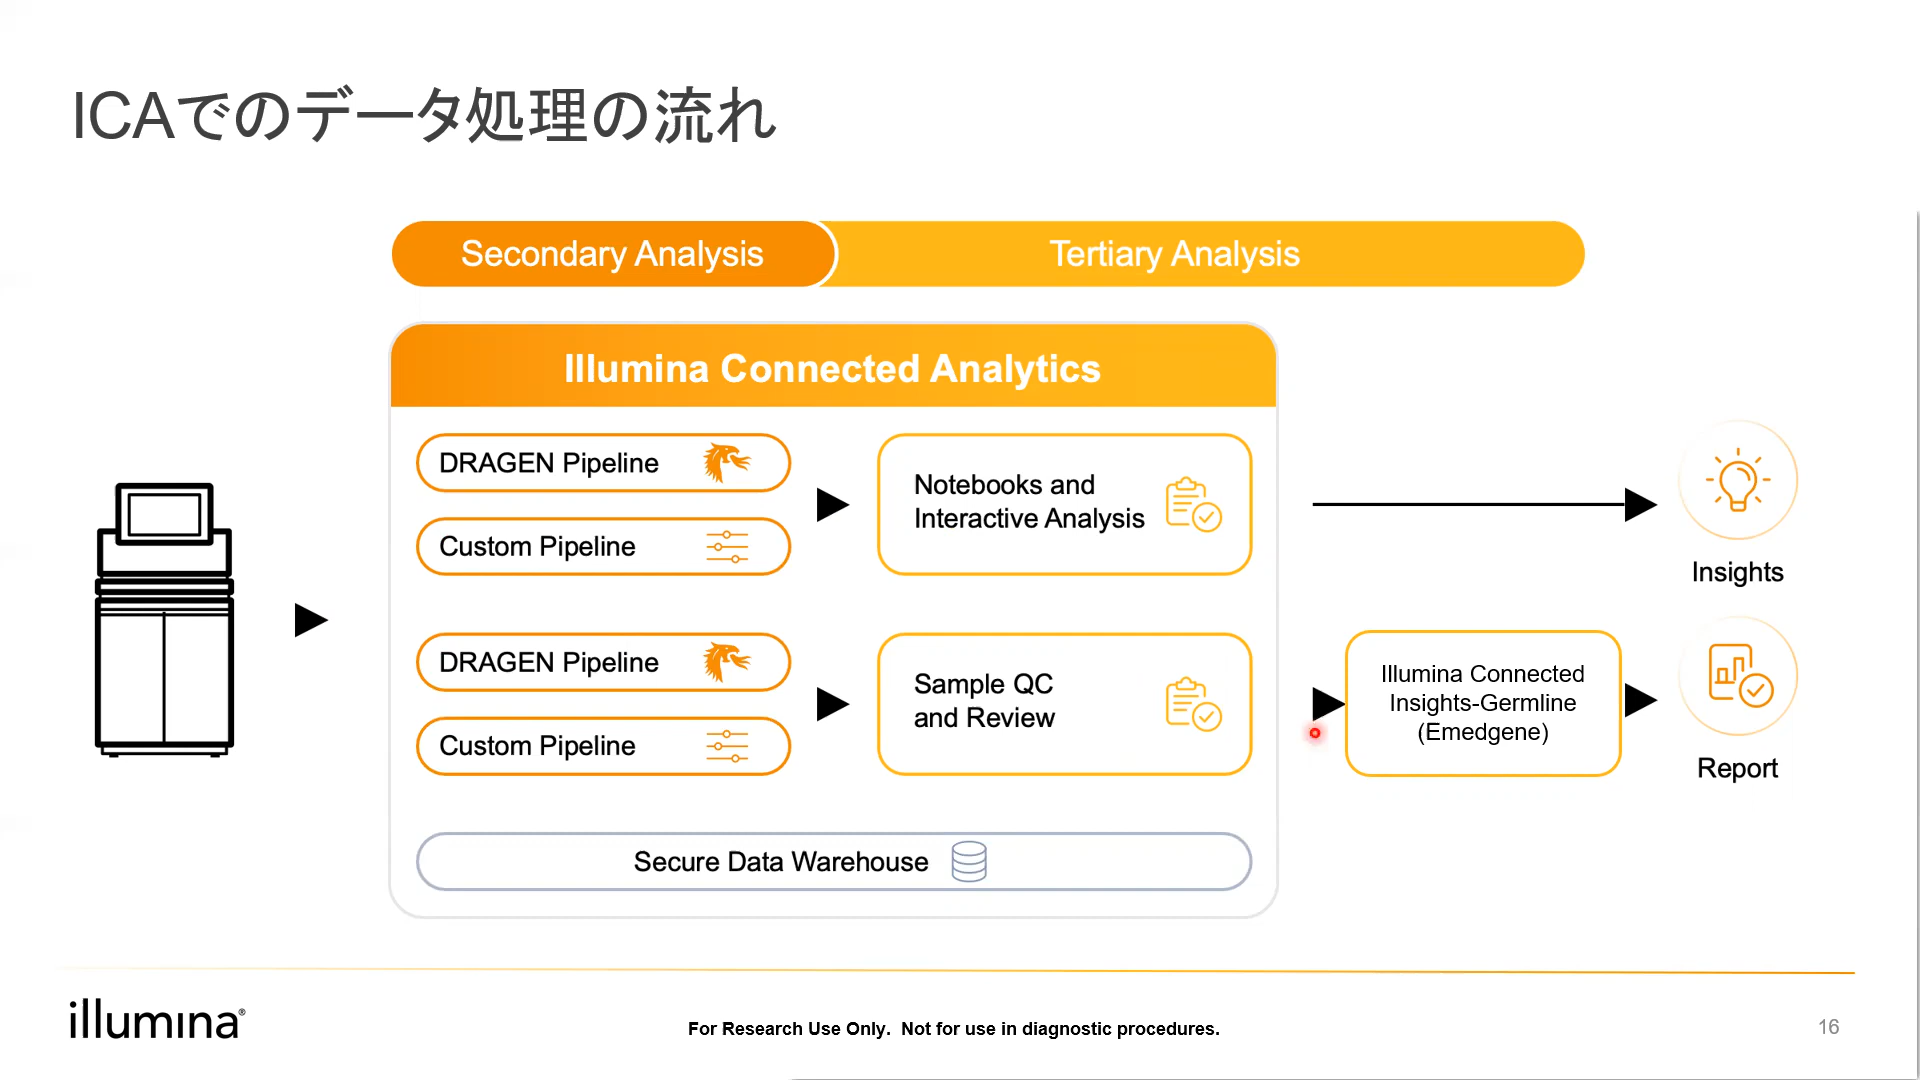 ICAでのデータ処理の流れ
Secondary Analysis
Tertiary Analysis
Illumina Connected Analytics
DRAGEN Pipeline
Custom Pipeline
Notebooks and
Interactive Analysis
Insights
DRAGEN Pipeline
Custom Pipeline
Sample QC
and Review
Illumina Connected
Insights-Germline
(Emedgene)
Report
Secure Data Warehouse
illumina®
For Research Use Only. Not for use in diagnostic procedures.
16